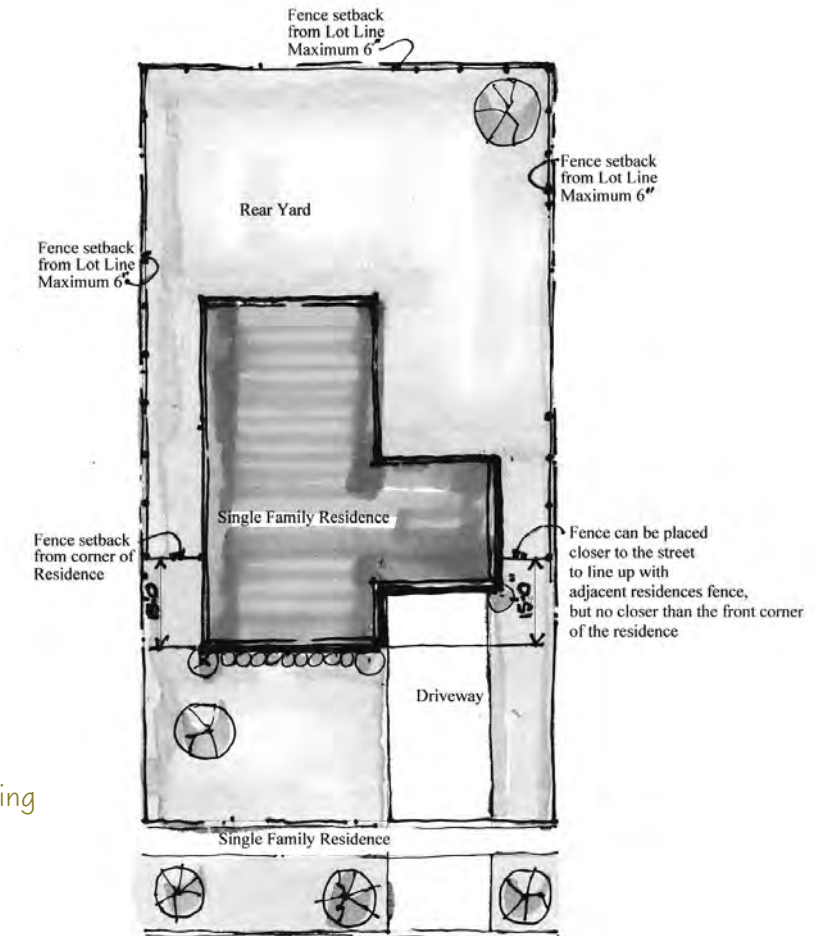 Fence setback
from Lot Line
Maximum 6"
Fence setback
from Lot Line
Maximum 6"
Rear Yard
Fence setback
from Lot Line
Maximum 6"
Single Family Residence
Fence setback
from corner of
Residence
Fence can be placed
closer to the street
to line up with
adjacent residences fence,
but no closer than the front corner
of the residence
15'-0"
Driveway
ing
Single Family Residence